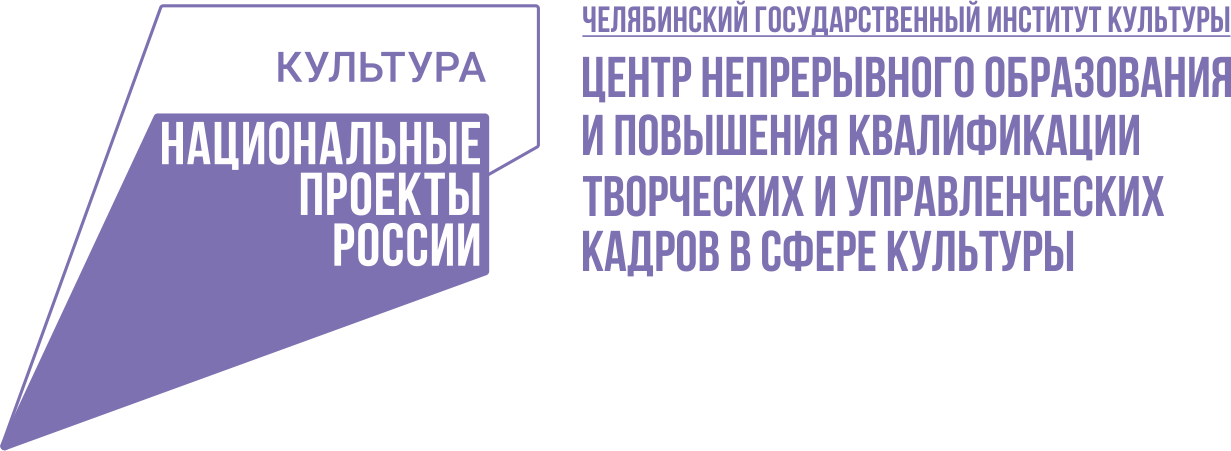 КУЛЬТУРА
НАЦИОНАЛЬНЫЕ
ПРОЕКТЫ
РОССИИ
ЧЕЛЯБИНСКИЙ ГОСУДАРСТВЕННЫЙ ИНСТИТУТ КУЛЬТУРЫ
ЦЕНТР НЕПРЕРЫВНОГО ОБРАЗОВАНИЯ
И ПОВЫШЕНИЯ КВАЛИФИКАЦИИ
ТВОРЧЕСКИХ И УПРАВЛЕНЧЕСКИХ
КАДРОВ В СФЕРЕ КУЛЬТУРЫ